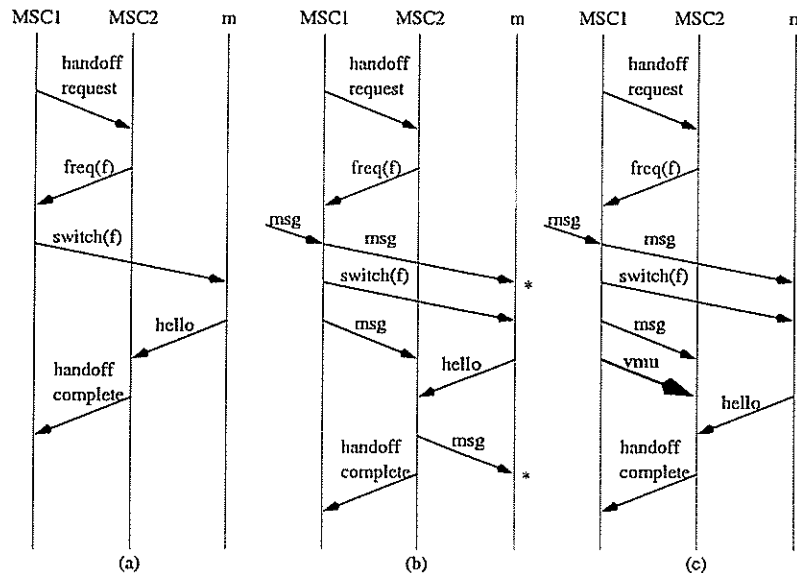 MSC1 MSC2 m
handoff
request
freq(f)
switch(f)
hello
handoff
complete
(a)
MSC1 MSC2 m
handoff
request
freq(f)
msg
msg
*
switch(f)
msg
hello
msg
*
handoff
complete
(b)
MSC1 MSC2 m
handoff
request
freq(f)
msg
msg
switch(f)
msg
vmu
hello
handoff
complete
(c)